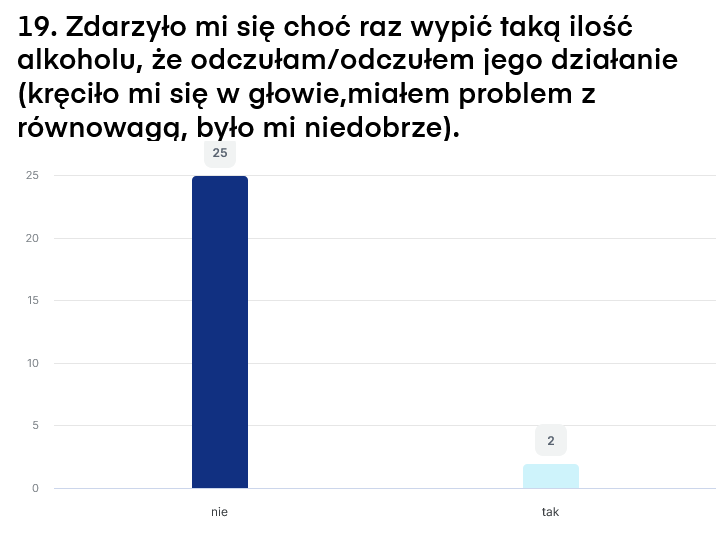 19. Zdarzyło mi się choć raz wypić taką ilość
alkoholu, że odczułam/odczułem jego działanie
(kręciło mi się w głowie,miałem problem z
równowagą, było mi niedobrze).
25
25
20
15
10
5
2
0
nie
tak